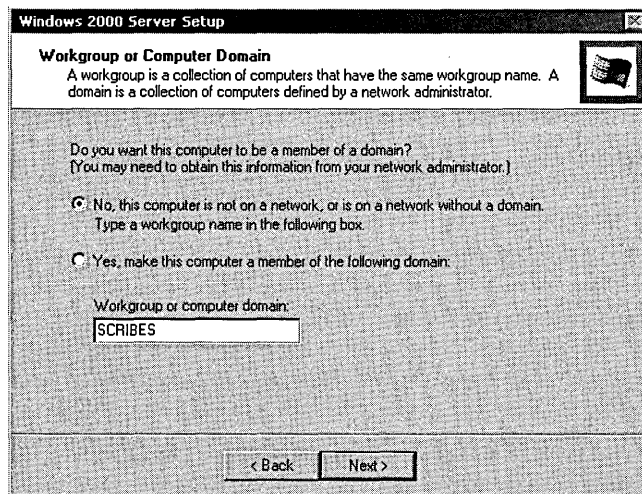 Windows 2000 Server Setup
Workgroup or Computer Domain
A workgroup is a collection of computers that have the same workgroup name. A
domain is a collection of computers defined by a network administrator.
Do you want this computer to be a member of a domain?
(You may need to obtain this information from your network administrator.)
No, this computer is not on a network, or is on a network without a domain.
Type a workgroup name in the following box.
Yes, make this computer a member of the following domain:
Workgroup or computer domain:
SCRIBES
< Back
Next >